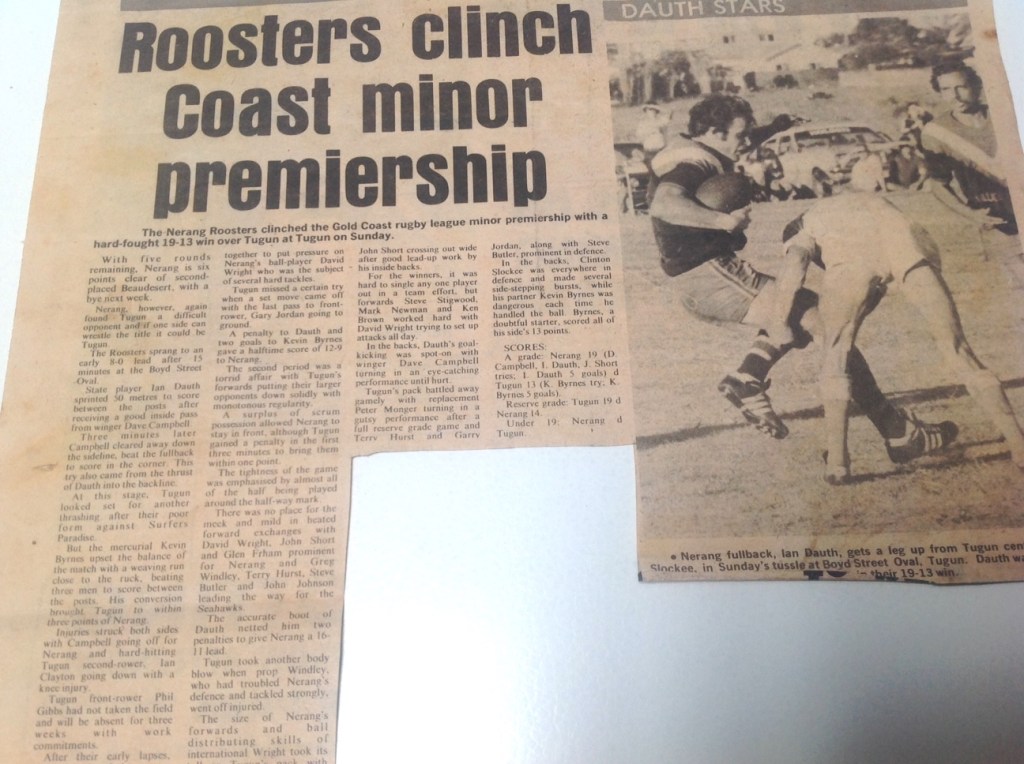 Roosters clinch
Coast minor
premiership
The Nerang Roosters clinched the Gold Coast rugby league minor premiership with a
hard-fought 19-13 win over Tugun at Tugun on Sunday.
With five rounds
remaining, Nerang is six
points clear of second-
placed Beaudesert, with a
bye next week.
Nerang, however, again
found Tugun a difficult
opponent and if one side can
wrestle the title it could be
Tugun.
The Roosters sprang to an
early 8-0 lead after 15
minutes at the Boyd Street
Oval.
State player Ian Dauth
sprinted 50 metres to score
between the posts after
receiving a good inside pass
from winger Dave Campbell.
Three minutes later
Campbell cleared away down
the sideline, beat the fullback
to score in the corner. This
try also came from the thrust
of Dauth into the backline.
At this stage, Tugun
looked set for another
thrashing after their poor
form against Surfers
Paradise.
But the mercurial Kevin
Byrnes upset the balance of
the match with a weaving run
close to the ruck, beating
three men to score between
the posts. His conversion
brought Tugun to within
three points of Nerang.
Injuries struck both sides
with Campbell going off for
Nerang and hard-hitting
Tugun second-rower, Ian
Clayton going down with a
knee injury.
Tugun front-rower Phil
Gibbs had not taken the field
and will be absent for three
weeks with work
commitments.
After their early lapses,
together to put pressure on
Nerang's ball-player David
Wright who was the subject
of several hard tackles.
Tugun missed a certain try
when a set move came off
with the last pass to front-
rower, Gary Jordan going to
ground.
A penalty to Dauth and
two goals to Kevin Byrnes
gave a halftime score of 12-9
to Nerang.
The second period was a
torrid affair with Tugun's
forwards putting their larger
opponents down solidly with
monotonous regularity.
A surplus of scrum
possession allowed Nerang to
stay in front, although Tugun
gained a penalty in the first
three minutes to bring them
within one point.
The tightness of the game
was emphasised by almost all
of the half being played
around the half-way mark.
There was no place for the
meek and mild in heated
forward exchanges with
David Wright, John Short
and Glen Frham prominent
for Nerang and Greg
Windley, Terry Hurst, Steve
Butler and John Johnson
leading the way for the
Seahawks.
The accurate boot of
Dauth netted him two
penalties to give Nerang a 16-
11 lead.
Tugun took another body
blow when prop Windley,
who had troubled Nerang's
defence and tackled strongly,
went off injured.
The size of Nerang's
forwards and ball
distributing skills of
international Wright took its
John Short crossing out wide
after good lead-up work by
his inside backs.
For the winners, it was
hard to single any one player
out in a team effort, but
forwards Steve Stigwood,
Mark Newman and Ken
Brown worked hard with
David Wright trying to set up
attacks all day.
In the backs, Dauth's goal-
kicking was spot-on with
winger Dave Campbell
turning in an eye-catching
performance until hurt.
Tugun's pack battled away
gamely with replacement
Peter Monger turning in a
gutsy performance after a
full reserve grade game and
Terry Hurst and Garry
Jordan, along with Steve
Butler, prominent in defence.
In the backs, Clinton
Slockee was everywhere in
defence and made several
side-stepping bursts, while
his partner Kevin Byrnes was
dangerous each time he
handled the ball. Byrnes, a
doubtful starter, scored all of
his side's 13 points.
SCORES:
A grade: Nerang 19 (D.
Campbell, I. Dauth, J. Short
tries; I. Dauth 5 goals) d
Tugun 13 (K. Byrnes try; K.
Byrnes 5 goals).
Reserve grade: Tugun 19 d
Nerang 14.
Under 19: Nerang d
Tugun.
DAUTH STARS
• Nerang fullback, Ian Dauth, gets a leg up from Tugun cen
Slockee, in Sunday's tussle at Boyd Street Oval, Tugun. Dauth wa
their 19-13 win.